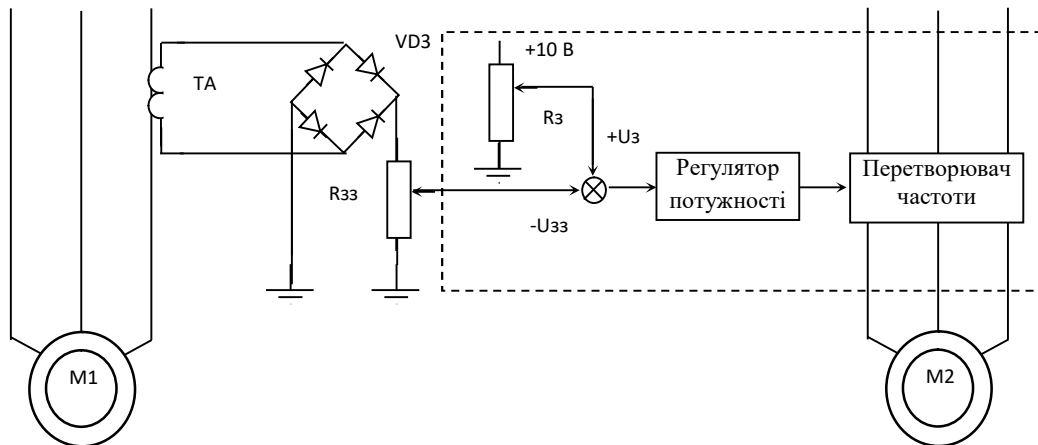 VD3
+10 В
TA
Rз
+Uз
Rзз
Регулятор
потужності
Перетворювач
частоти
-Uзз
M1
M2